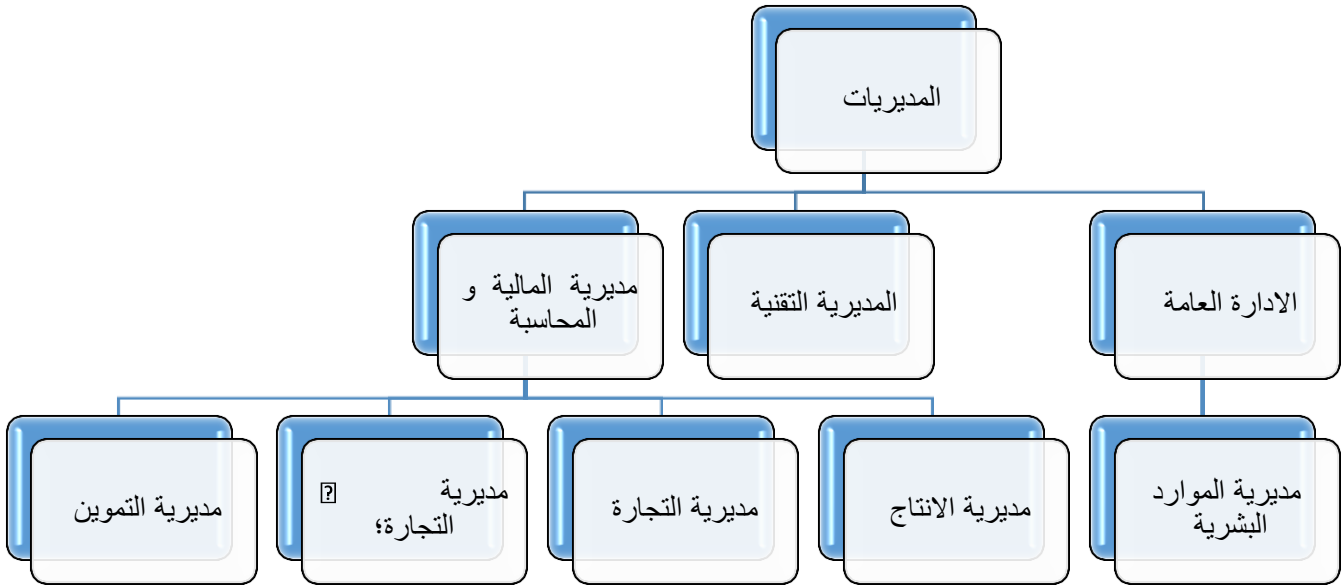 المديريات
الادارة العامة
المديرية التقنية
مديرية المالية و
المحاسبة
مديرية الموارد
البشرية
مديرية الانتاج
مديرية التجارة
مديرية
التجارة؛
مديرية التموين